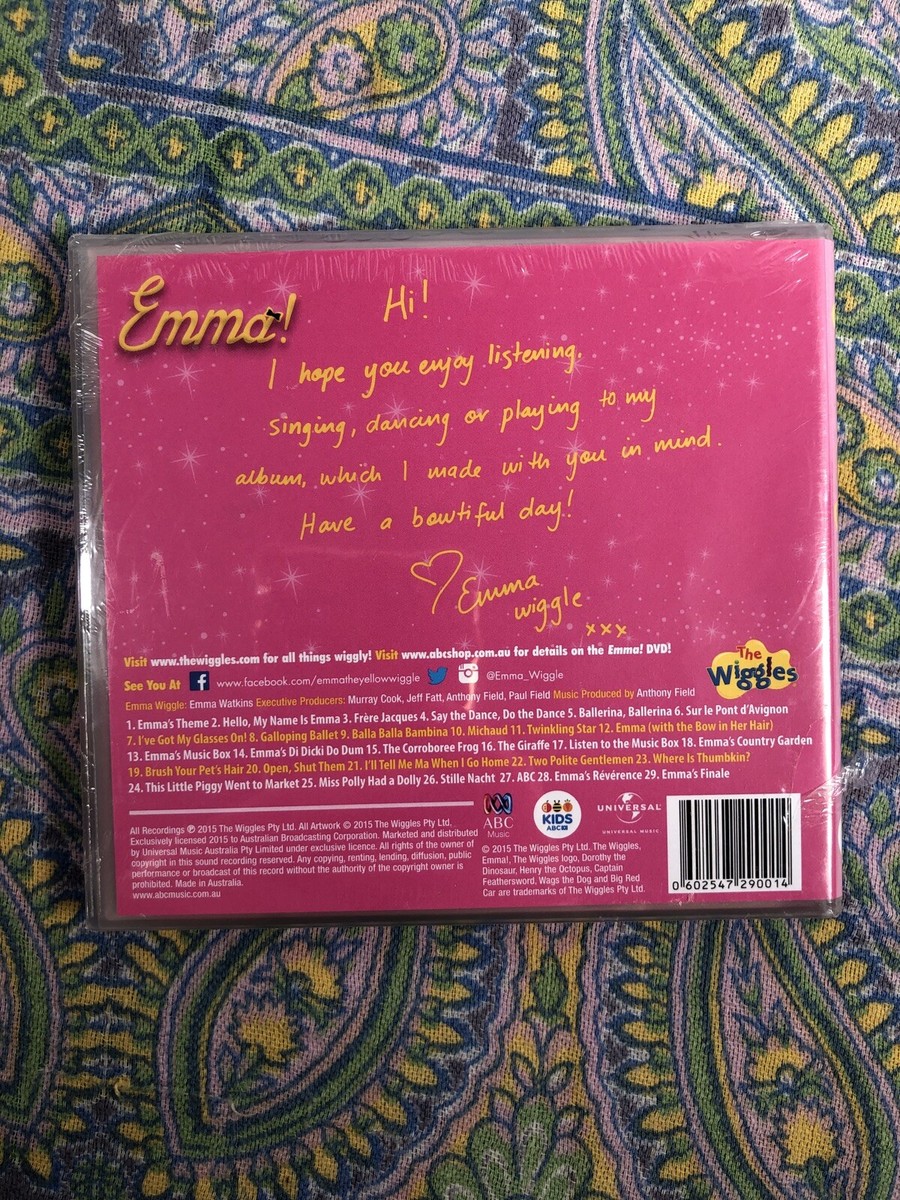 Emma!
Hi!
I hope you enjoy listening,
singing, dancing or playing to my
album, which I made with you in mind.
Have a bowtiful day!
Emma
wiggle
xxx
Visit www.thewiggles.com for all things wiggly! Visit www.abcshop.com.au for details on the Emma! DVD!
The
Wiggles
See You At f www.facebook.com/emmatheyellowwiggle @Emma_Wiggle
Emma Wiggle: Emma Watkins Executive Producers: Murray Cook, Jeff Fatt, Anthony Field, Paul Field Music Produced by Anthony Field
1. Emma's Theme 2. Hello, My Name Is Emma 3. Frère Jacques 4. Say the Dance, Do the Dance 5. Ballerina, Ballerina 6. Sur le Pont d'Avignon
7. I've Got My Glasses On! 8. Galloping Ballet 9. Balla Balla Bambina 10. Michaud 11. Twinkling Star 12. Emma (with the Bow in Her Hair)
13. Emma's Music Box 14. Emma's Di Dicki Do Dum 15. The Corroboree Frog 16. The Giraffe 17. Listen to the Music Box 18. Emma's Country Garden
19. Brush Your Pet's Hair 20. Open, Shut Them 21. I'll Tell Me Ma When I Go Home 22. Two Polite Gentlemen 23. Where Is Thumbkin?
24. This Little Piggy Went to Market 25. Miss Polly Had a Dolly 26. Stille Nacht 27. ABC 28. Emma's Révérence 29. Emma's Finale
All Recordings ℗ 2015 The Wiggles Pty Ltd. All Artwork © 2015 The Wiggles Pty Ltd.
Exclusively licensed 2015 to Australian Broadcasting Corporation. Marketed and distributed
by Universal Music Australia Pty Limited under exclusive licence. All rights of the owner of
copyright in this sound recording reserved. Any copying, renting, lending, diffusion, public
performance or broadcast of this record without the authority of the copyright owner is
prohibited. Made in Australia.
www.abcmusic.com.au
ABC
Music
KIDS
ABC
UNIVERSAL
UNIVERSAL MUSIC
© 2015 The Wiggles Pty Ltd. The Wiggles,
Emma!, The Wiggles logo, Dorothy the
Dinosaur, Henry the Octopus, Captain
Feathersword, Wags the Dog and Big Red
Car are trademarks of The Wiggles Pty Ltd.
0 602547 290014